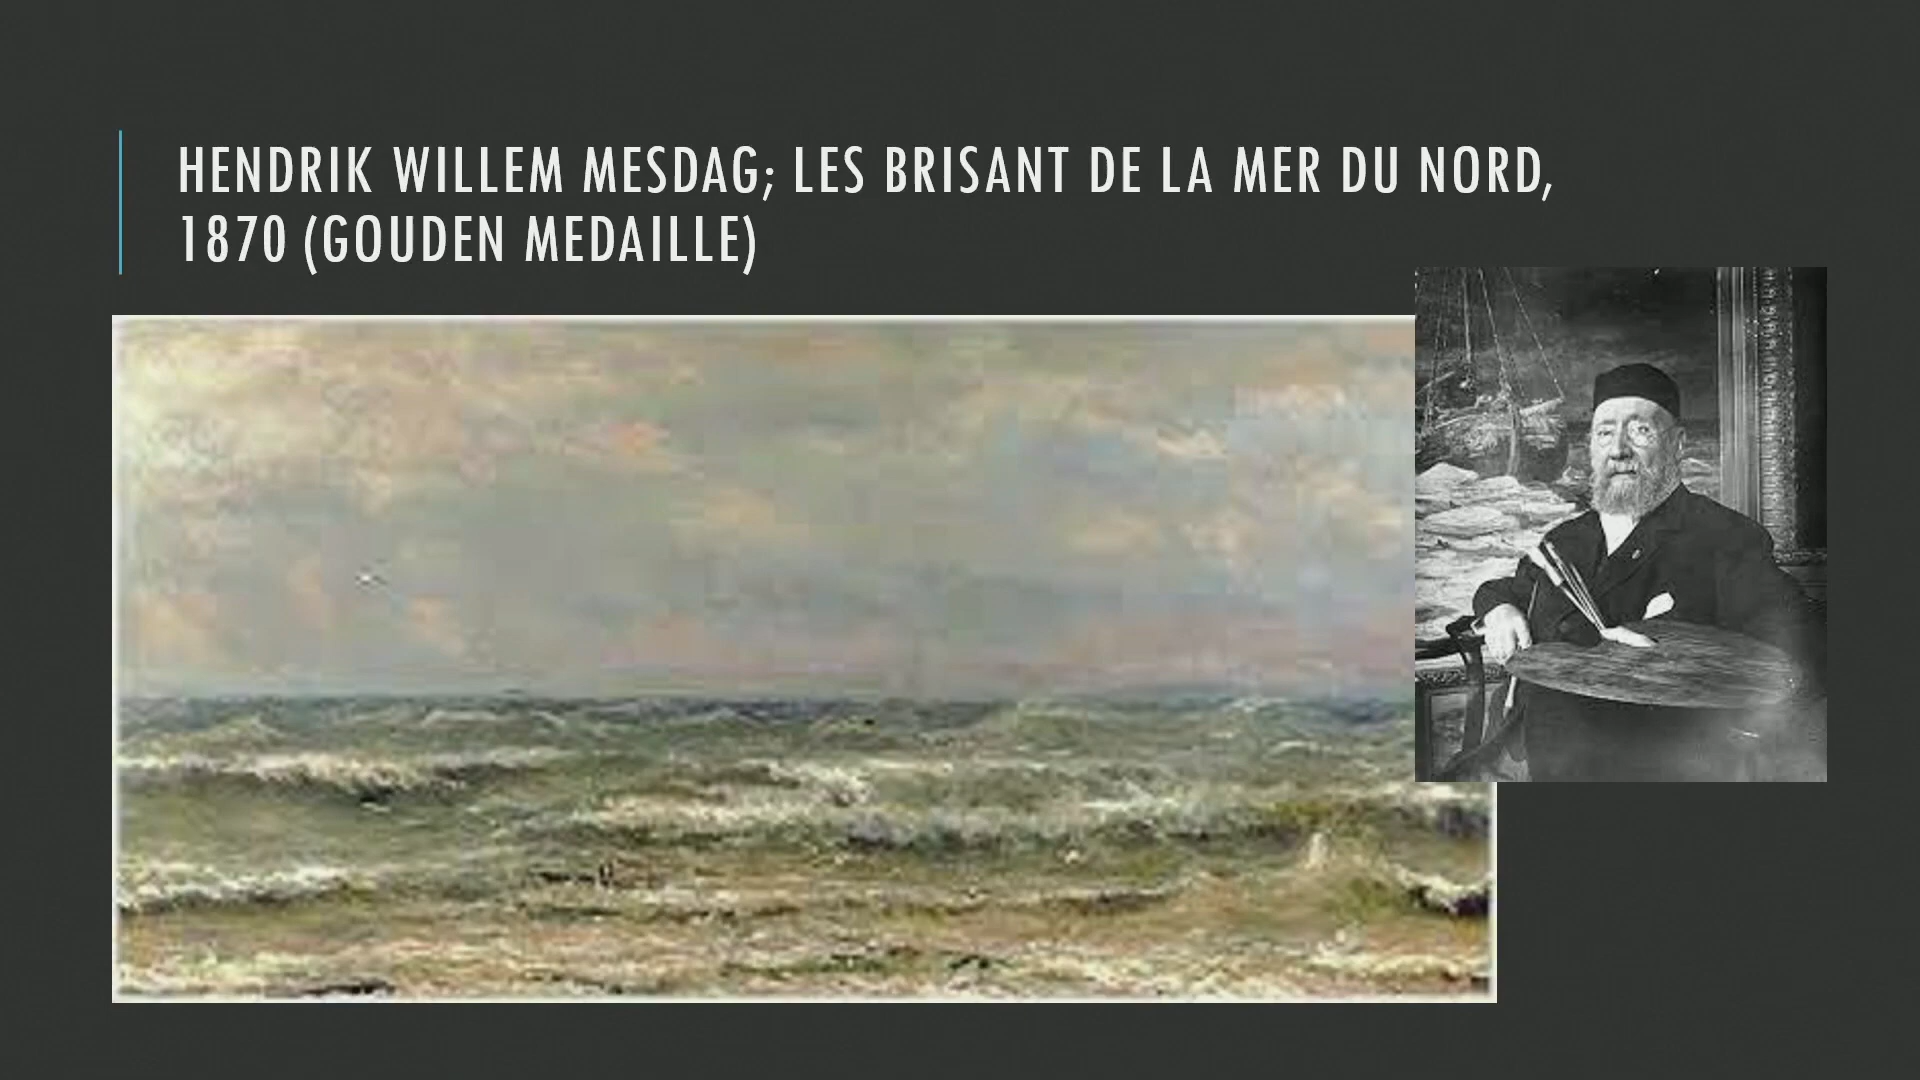 HENDRIK WILLEM MESDAG; LES BRISANT DE LA MER DU NORD,
1870 (GOUDEN MEDAILLE)